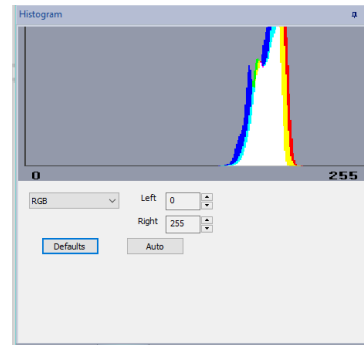 Histogram
0 255
RGB Left 0
Right 255
Defaults Auto